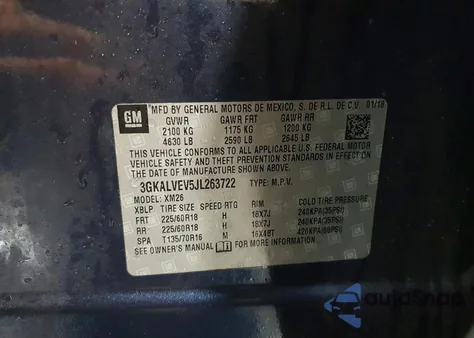 GM
MFD BY GENERAL MOTORS DE MEXICO, S. DE R.L. DE C.V. 01/18
GVWR GAWR FRT GAWR RR
2100 KG 1175 KG 1200 KG
4630 LB 2590 LB 2645 LB
THIS VEHICLE CONFORMS TO ALL APPLICABLE U.S. FEDERAL MOTOR
VEHICLE SAFETY AND THEFT PREVENTION STANDARDS IN EFFECT ON
THE DATE OF MANUFACTURE SHOWN ABOVE.
3GKALVEV5JL263722 TYPE: M.P.V.
MODEL: XM26
XBLP TIRE SIZE SPEED RTG RIM COLD TIRE PRESSURE
FRT 225/60R18 H 18X7J 240KPA(35PSI)
RR 225/60R18 H 18X7J 240KPA(35PSI)
SPA T135/70R16 M 16X4BT 420KPA(60PSI)
SEE OWNER'S MANUAL FOR MORE INFORMATION
autoSnap